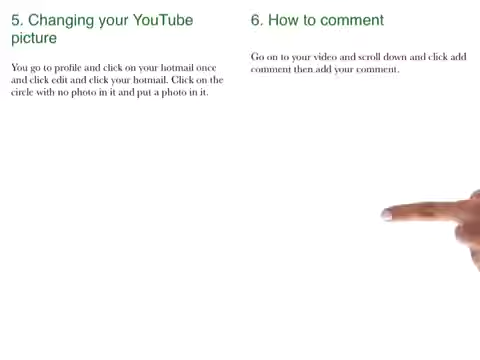 5. Changing your YouTube
picture
You go to profile and click on your hotmail once
and click edit and click your hotmail. Click on the
circle with no photo in it and put a photo in it.
6. How to comment
Go on to your video and scroll down and click add
comment then add your comment.